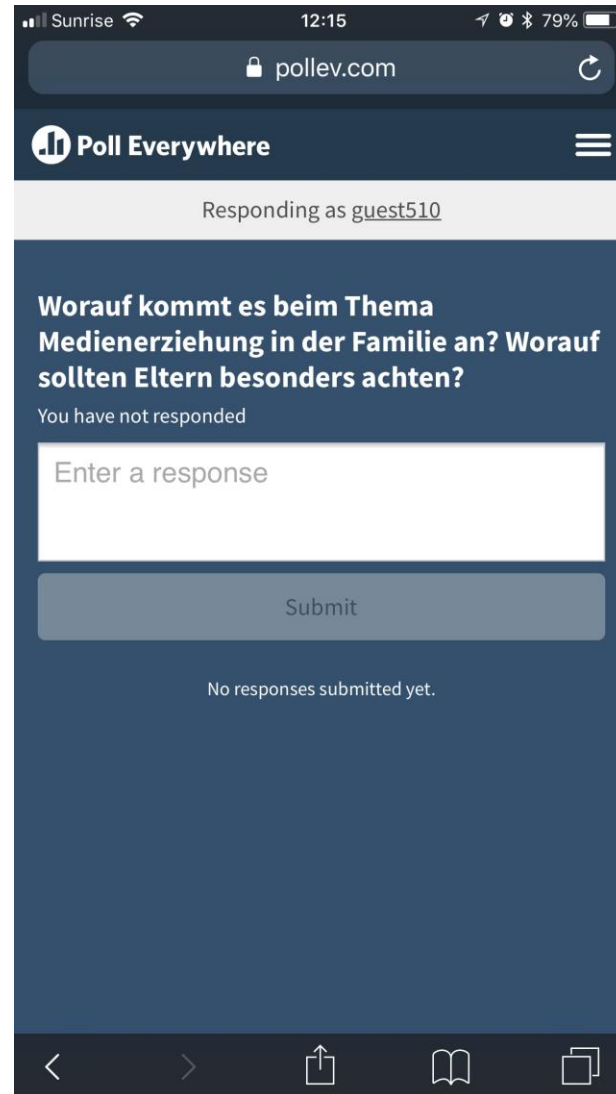 Sunrise 12:15 79%
pollev.com
Poll Everywhere
Responding as guest510
Worauf kommt es beim Thema
Medienerziehung in der Familie an? Worauf
sollten Eltern besonders achten?
You have not responded
Enter a response
Submit
No responses submitted yet.